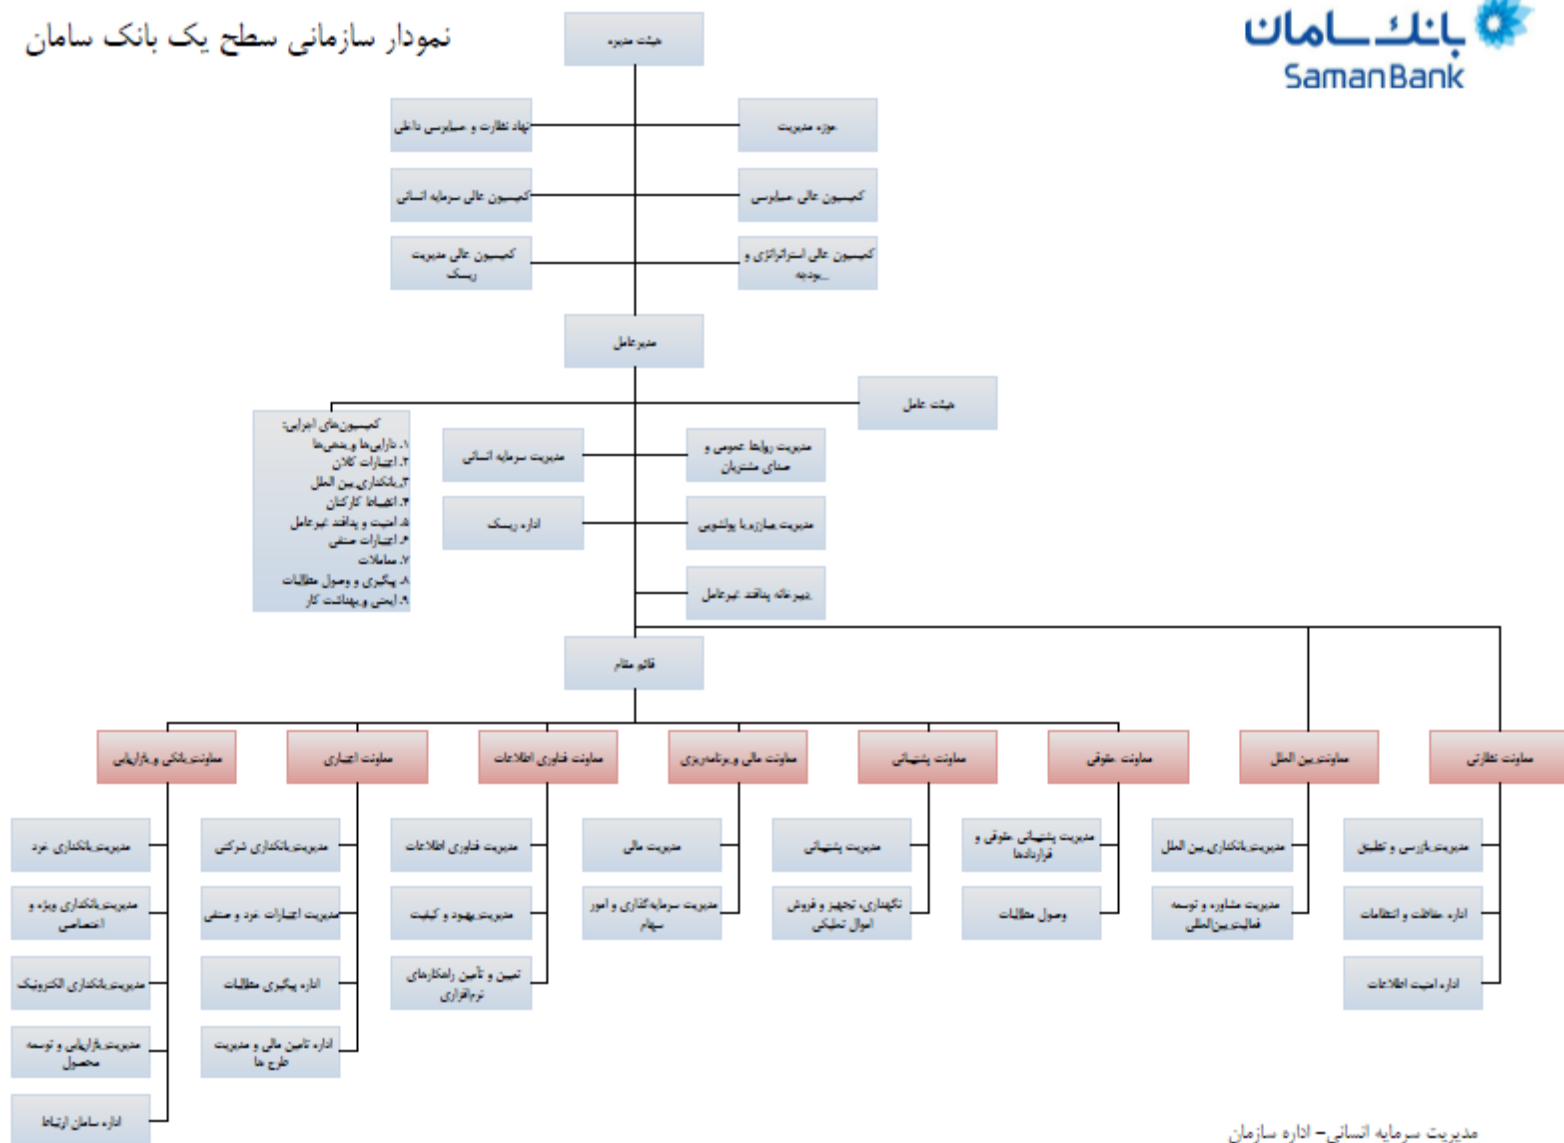 نمودار سازمانی سطح یک بانک سامان
بانک سامان
SamanBank
هیئت مدیره
نهاد نظارت و حسابرسی داخلی
حوزه مدیریت
کمیسیون عالی سرمایه انسانی
کمیسیون عالی حسابرسی
کمیسیون عالی مدیریت
ریسک
کمیسیون عالی استراتژی و
بودجه
مدیرعامل
هیئت عامل
کمیسیون‌های اجرایی:
۱. دارایی‌ها و بدهی‌ها
۲. اعتبارات کلان
۳. بانکداری بین الملل
۴. انضباط کارکنان
۵. امنیت و پدافند غیرعامل
۶. اعتبارات صنفی
۷. معاملات
۸. پیگیری و وصول مطالبات
۹. ایمنی و بهداشت کار
مدیریت سرمایه انسانی
مدیریت روابط عمومی و
صدای مشتریان
اداره ریسک
مدیریت مبارزه با پولشویی
دبیرخانه پدافند غیرعامل
قائم مقام
معاونت نظارتی
معاونت بین الملل
معاونت حقوقی
معاونت پشتیبانی
معاونت مالی و برنامه‌ریزی
معاونت فناوری اطلاعات
معاونت اعتباری
معاونت بانکی و بازاریابی
مدیریت بازرسی و تطبیق
اداره حفاظت و انتظامات
اداره امنیت اطلاعات
مدیریت بانکداری بین الملل
مدیریت مشاوره و توسعه
فعالیت بین‌المللی
مدیریت پشتیبانی حقوقی و
قراردادها
وصول مطالبات
مدیریت پشتیبانی
نگهداری، تجهیز و فروش
اموال تملیکی
مدیریت مالی
مدیریت سرمایه‌گذاری و امور
سهام
مدیریت فناوری اطلاعات
مدیریت بهبود و کیفیت
تعیین و تأمین راهکارهای
نرم‌افزاری
مدیریت بانکداری شرکتی
مدیریت اعتبارات خرد و صنفی
اداره پیگیری مطالبات
اداره تامین مالی و مدیریت
طرح ها
مدیریت بانکداری خرد
مدیریت بانکداری ویژه و
اختصاصی
مدیریت بانکداری الکترونیک
مدیریت بازاریابی و توسعه
محصول
اداره سامان ارتباط
مدیریت سرمایه انسانی- اداره سازمان